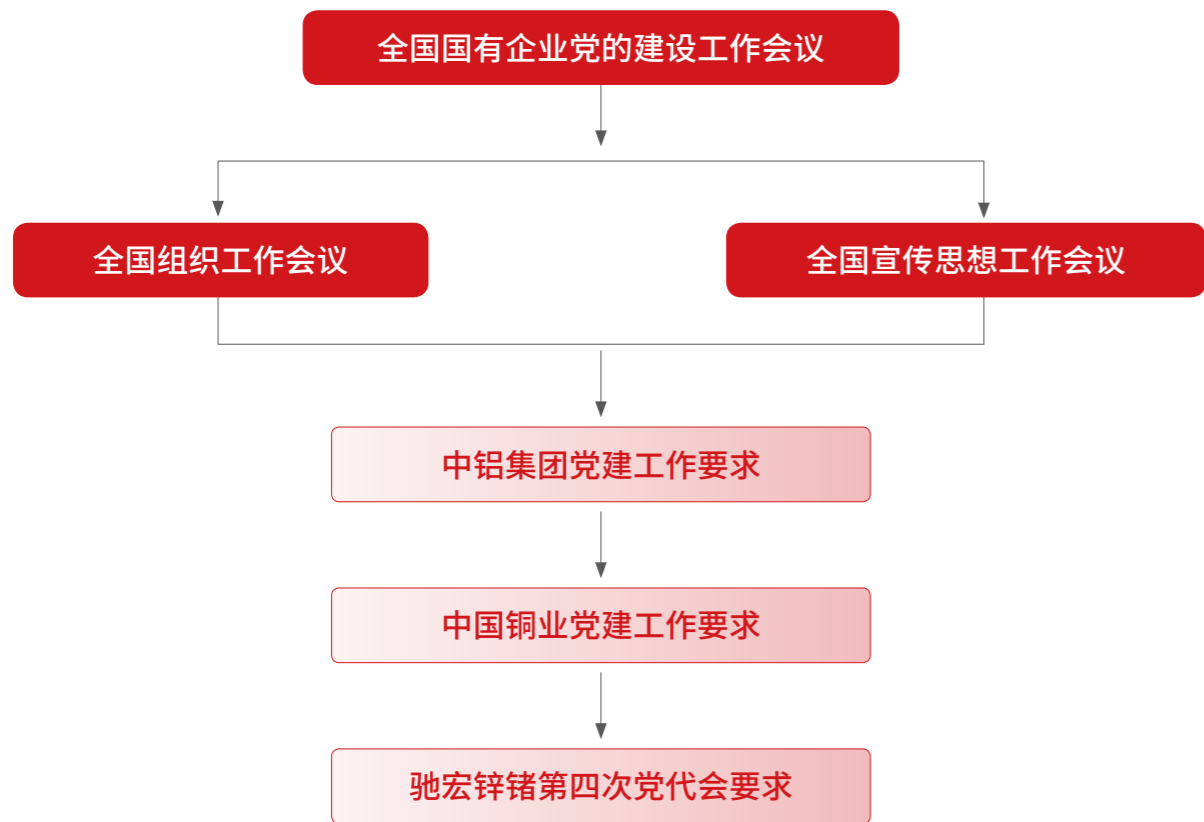 全国国有企业党的建设工作会议
全国组织工作会议
全国宣传思想工作会议
中铝集团党建工作要求
中国铜业党建工作要求
驰宏锌锗第四次党代会要求